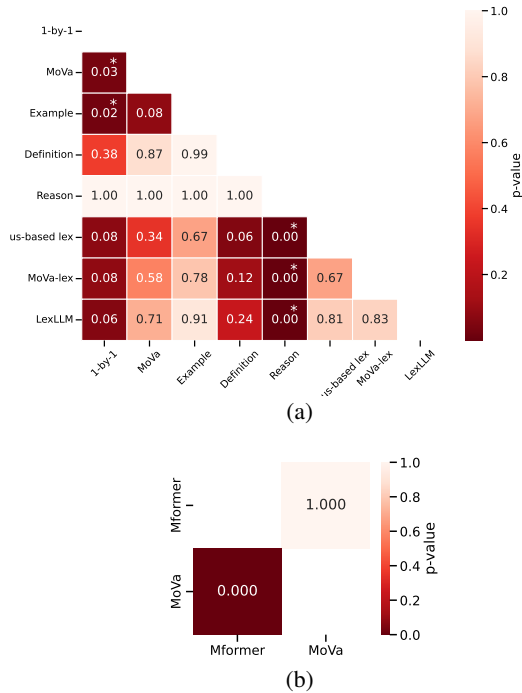 1-by-1
MoVa
Example
Definition
Reason
us-based lex
MoVa-lex
LexLLM
0.03 *
0.02 * 0.08
0.38 0.87 0.99
1.00 1.00 1.00 1.00
0.08 0.34 0.67 0.06 0.00 *
0.08 0.58 0.78 0.12 0.00 * 0.67
0.06 0.71 0.91 0.24 0.00 * 0.81 0.83
1-by-1 MoVa Example Definition Reason us-based lex MoVa-lex LexLLM
1.0
0.8
0.6
0.4
0.2
p-value
(a)
Mformer
MoVa
1.000
0.000
Mformer MoVa
1.0
0.8
0.6
0.4
0.2
0.0
p-value
(b)